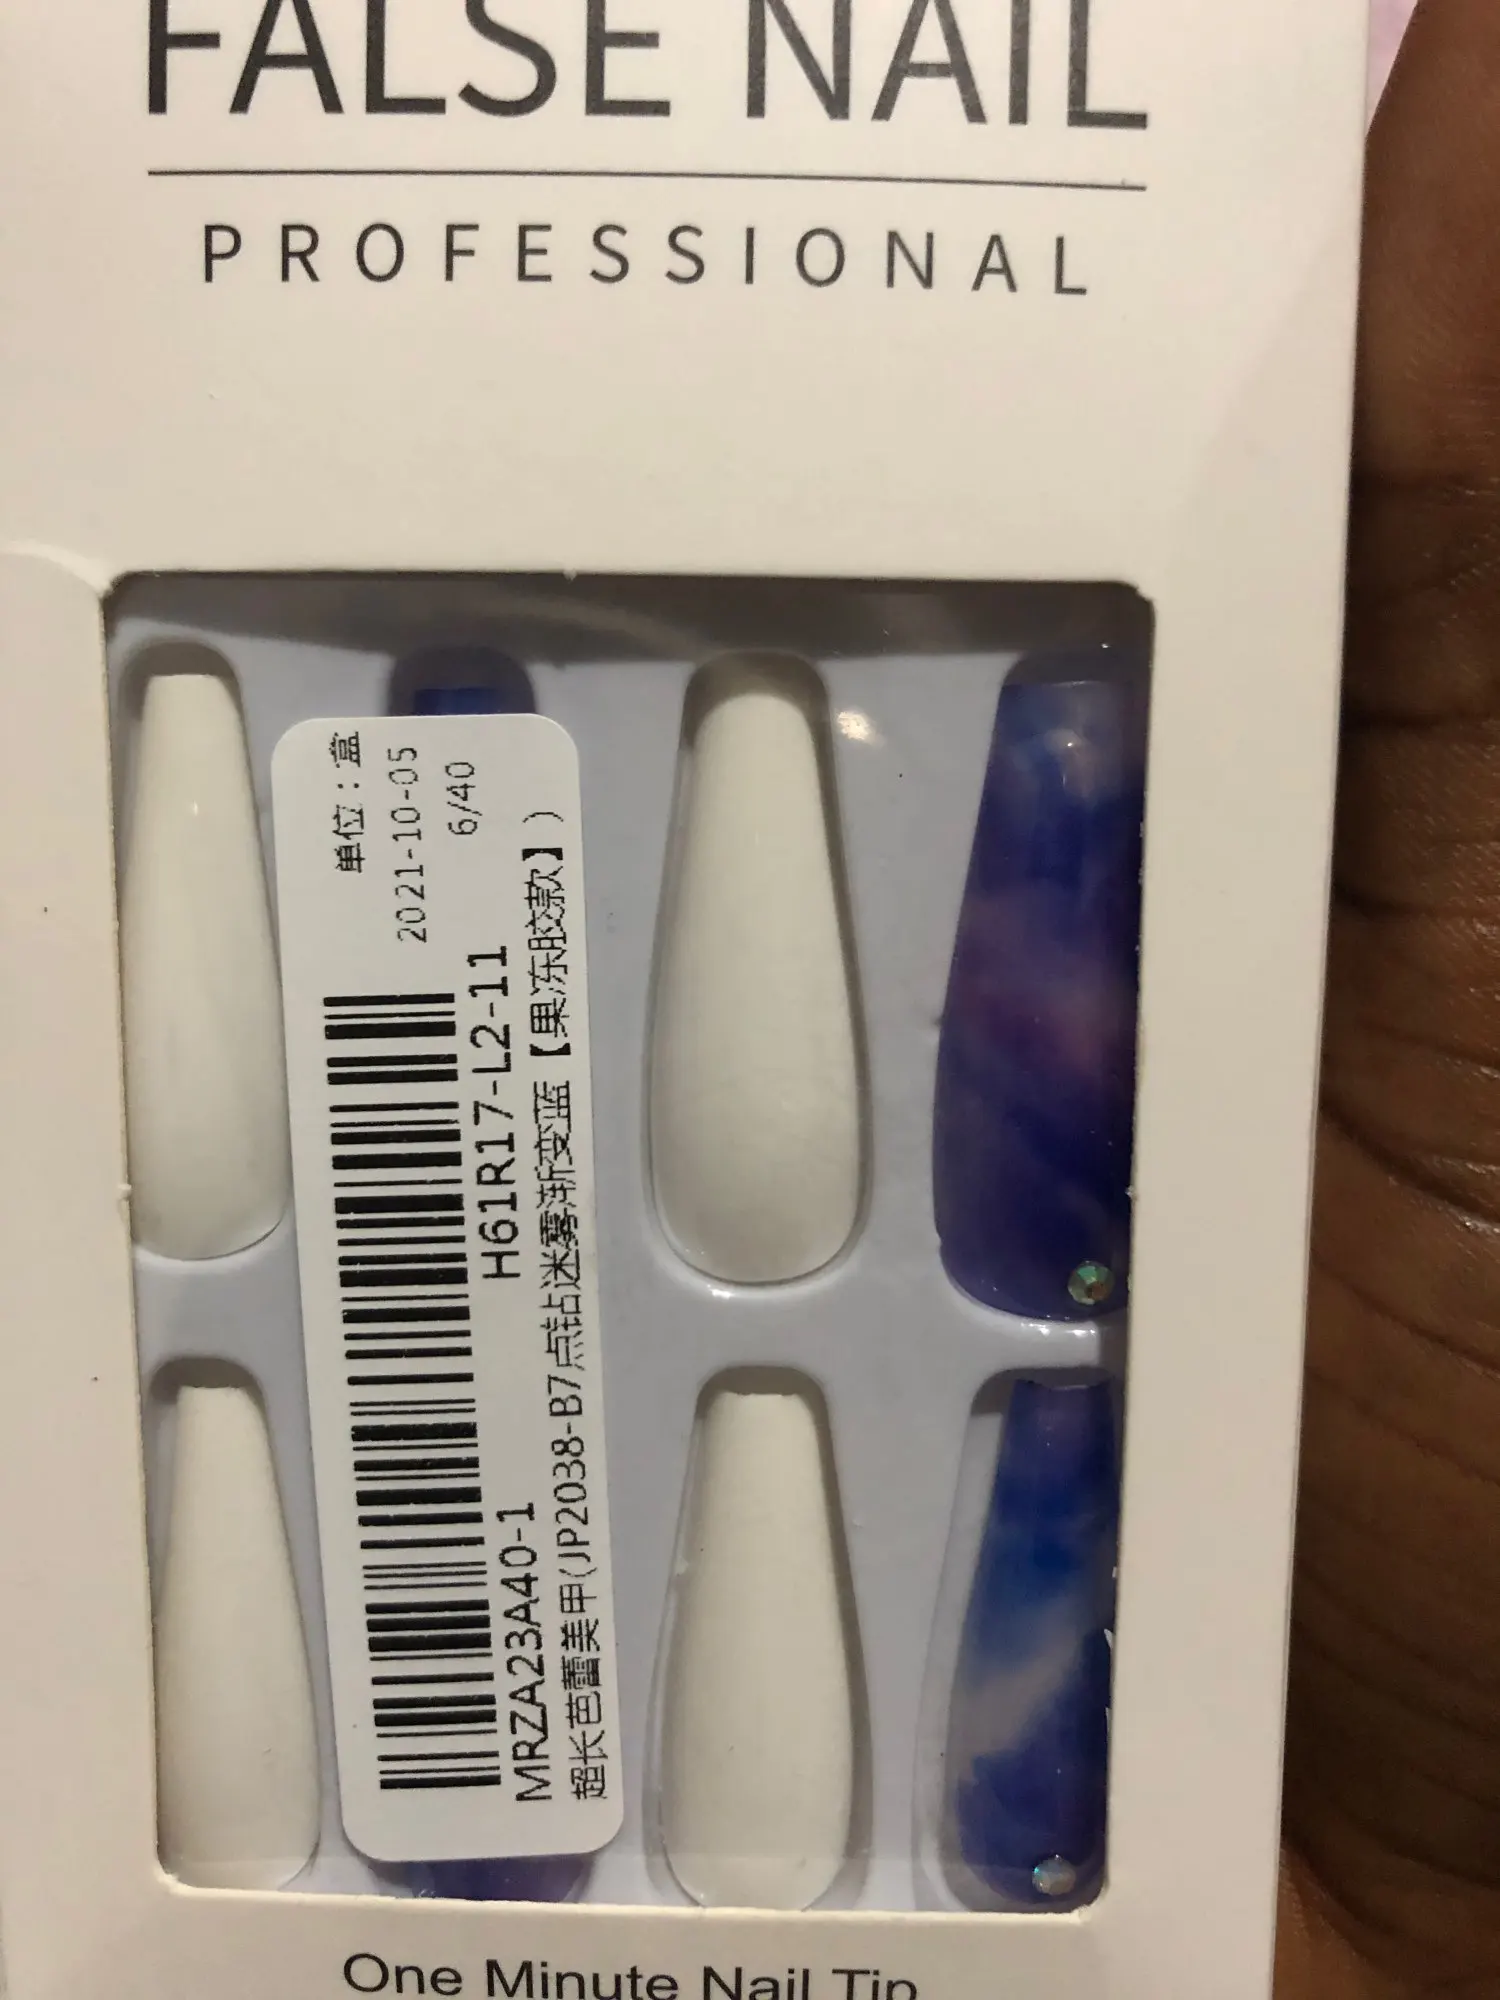 FALSE NAIL
PROFESSIONAL
单位：盒
2021-10-05
6/40
H61R17-L2-11
MRZA23A40-1
超长芭蕾美甲(JP2038-B7点钻迷雾渐变蓝【果冻胶款】)
One Minute Nail Tip